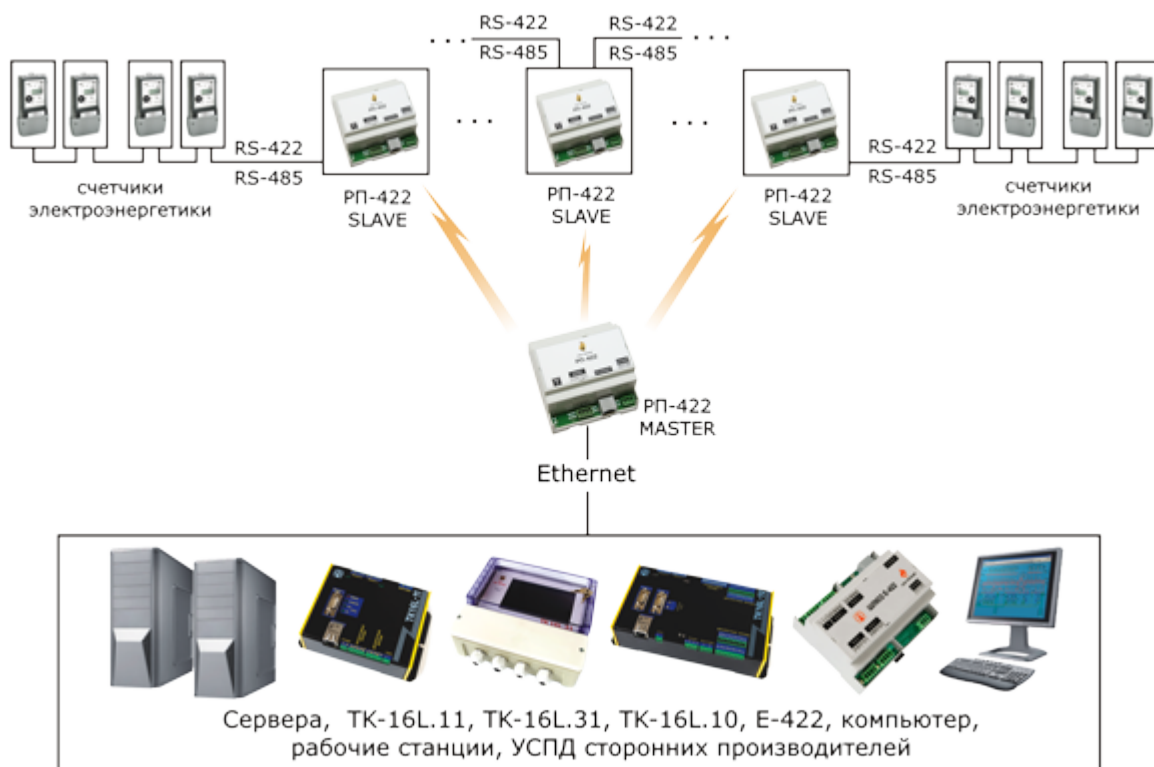 RS-422
RS-422
RS-485
RS-485
RS-422
RS-485
RS-422
RS-485
счетчики
электроэнергетики
РП-422
SLAVE
РП-422
SLAVE
РП-422
SLAVE
счетчики
электроэнергетики
РП-422
MASTER
Ethernet
Сервера, ТК-16L.11, ТК-16L.31, ТК-16L.10, Е-422, компьютер,
рабочие станции, УСПД сторонних производителей